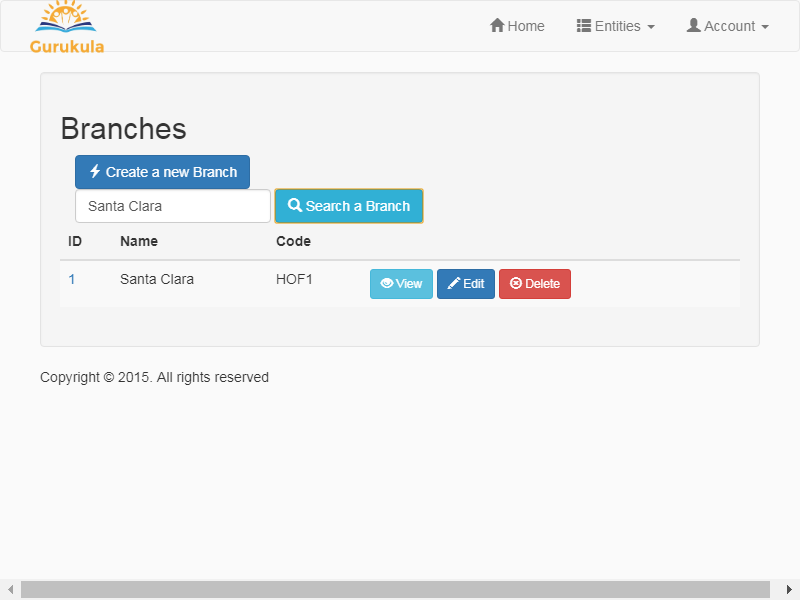 Gurukula
Home Entities Account
Branches
Create a new Branch
Santa Clara Search a Branch
ID Name Code
1 Santa Clara HOF1 View Edit Delete
Copyright © 2015. All rights reserved